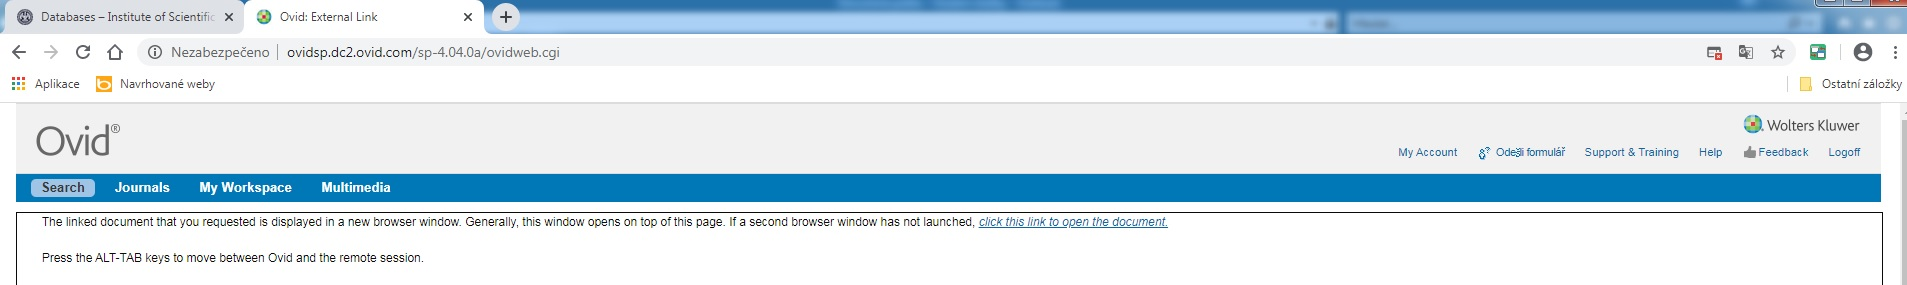 Databases – Institute of Scientific
Ovid: External Link
Nezabezpečeno
ovidsp.dc2.ovid.com/sp-4.04.0a/ovidweb.cgi
Aplikace
Navrhované weby
Ostatní záložky
Ovid®
Wolters Kluwer
My Account
Odešli formulář
Support & Training
Help
Feedback
Logoff
Search
Journals
My Workspace
Multimedia
The linked document that you requested is displayed in a new browser window. Generally, this window opens on top of this page. If a second browser window has not launched, click this link to open the document.
Press the ALT-TAB keys to move between Ovid and the remote session.